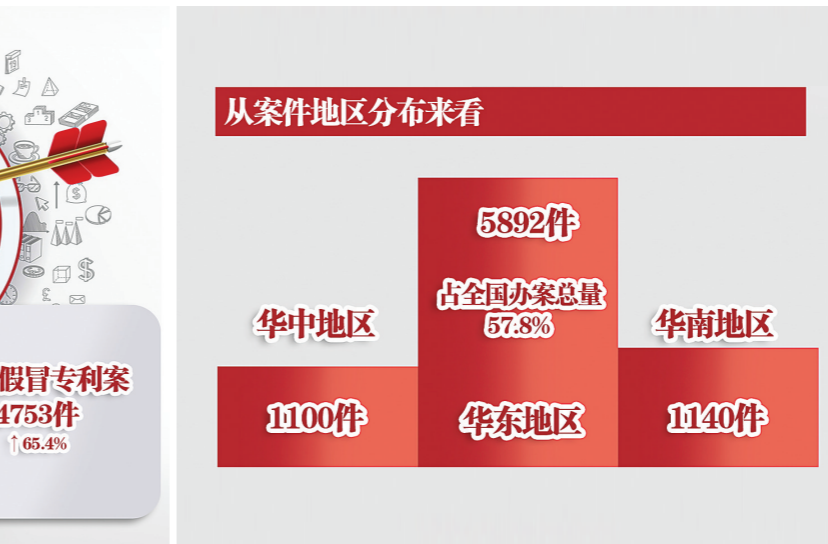 假冒专利案
4753件
↑65.4%
从案件地区分布来看
5892件
占全国办案总量
57.8%
华中地区
华南地区
1100件
华东地区
1140件